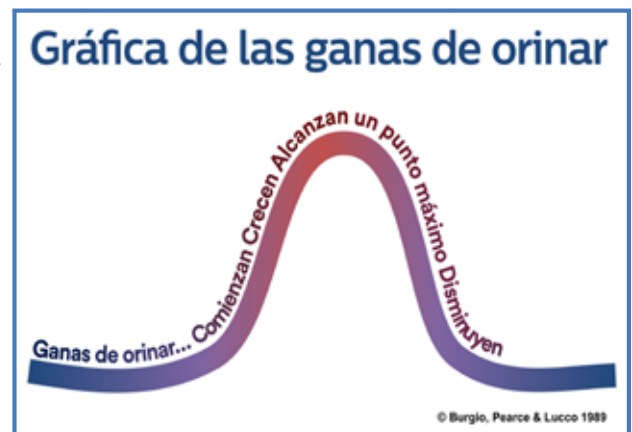 Gráfica de las ganas de orinar
Ganas de orinar... Comienzan Crecen Alcanzan un punto máximo Disminuyen
© Burgio, Pearce & Lucco 1989